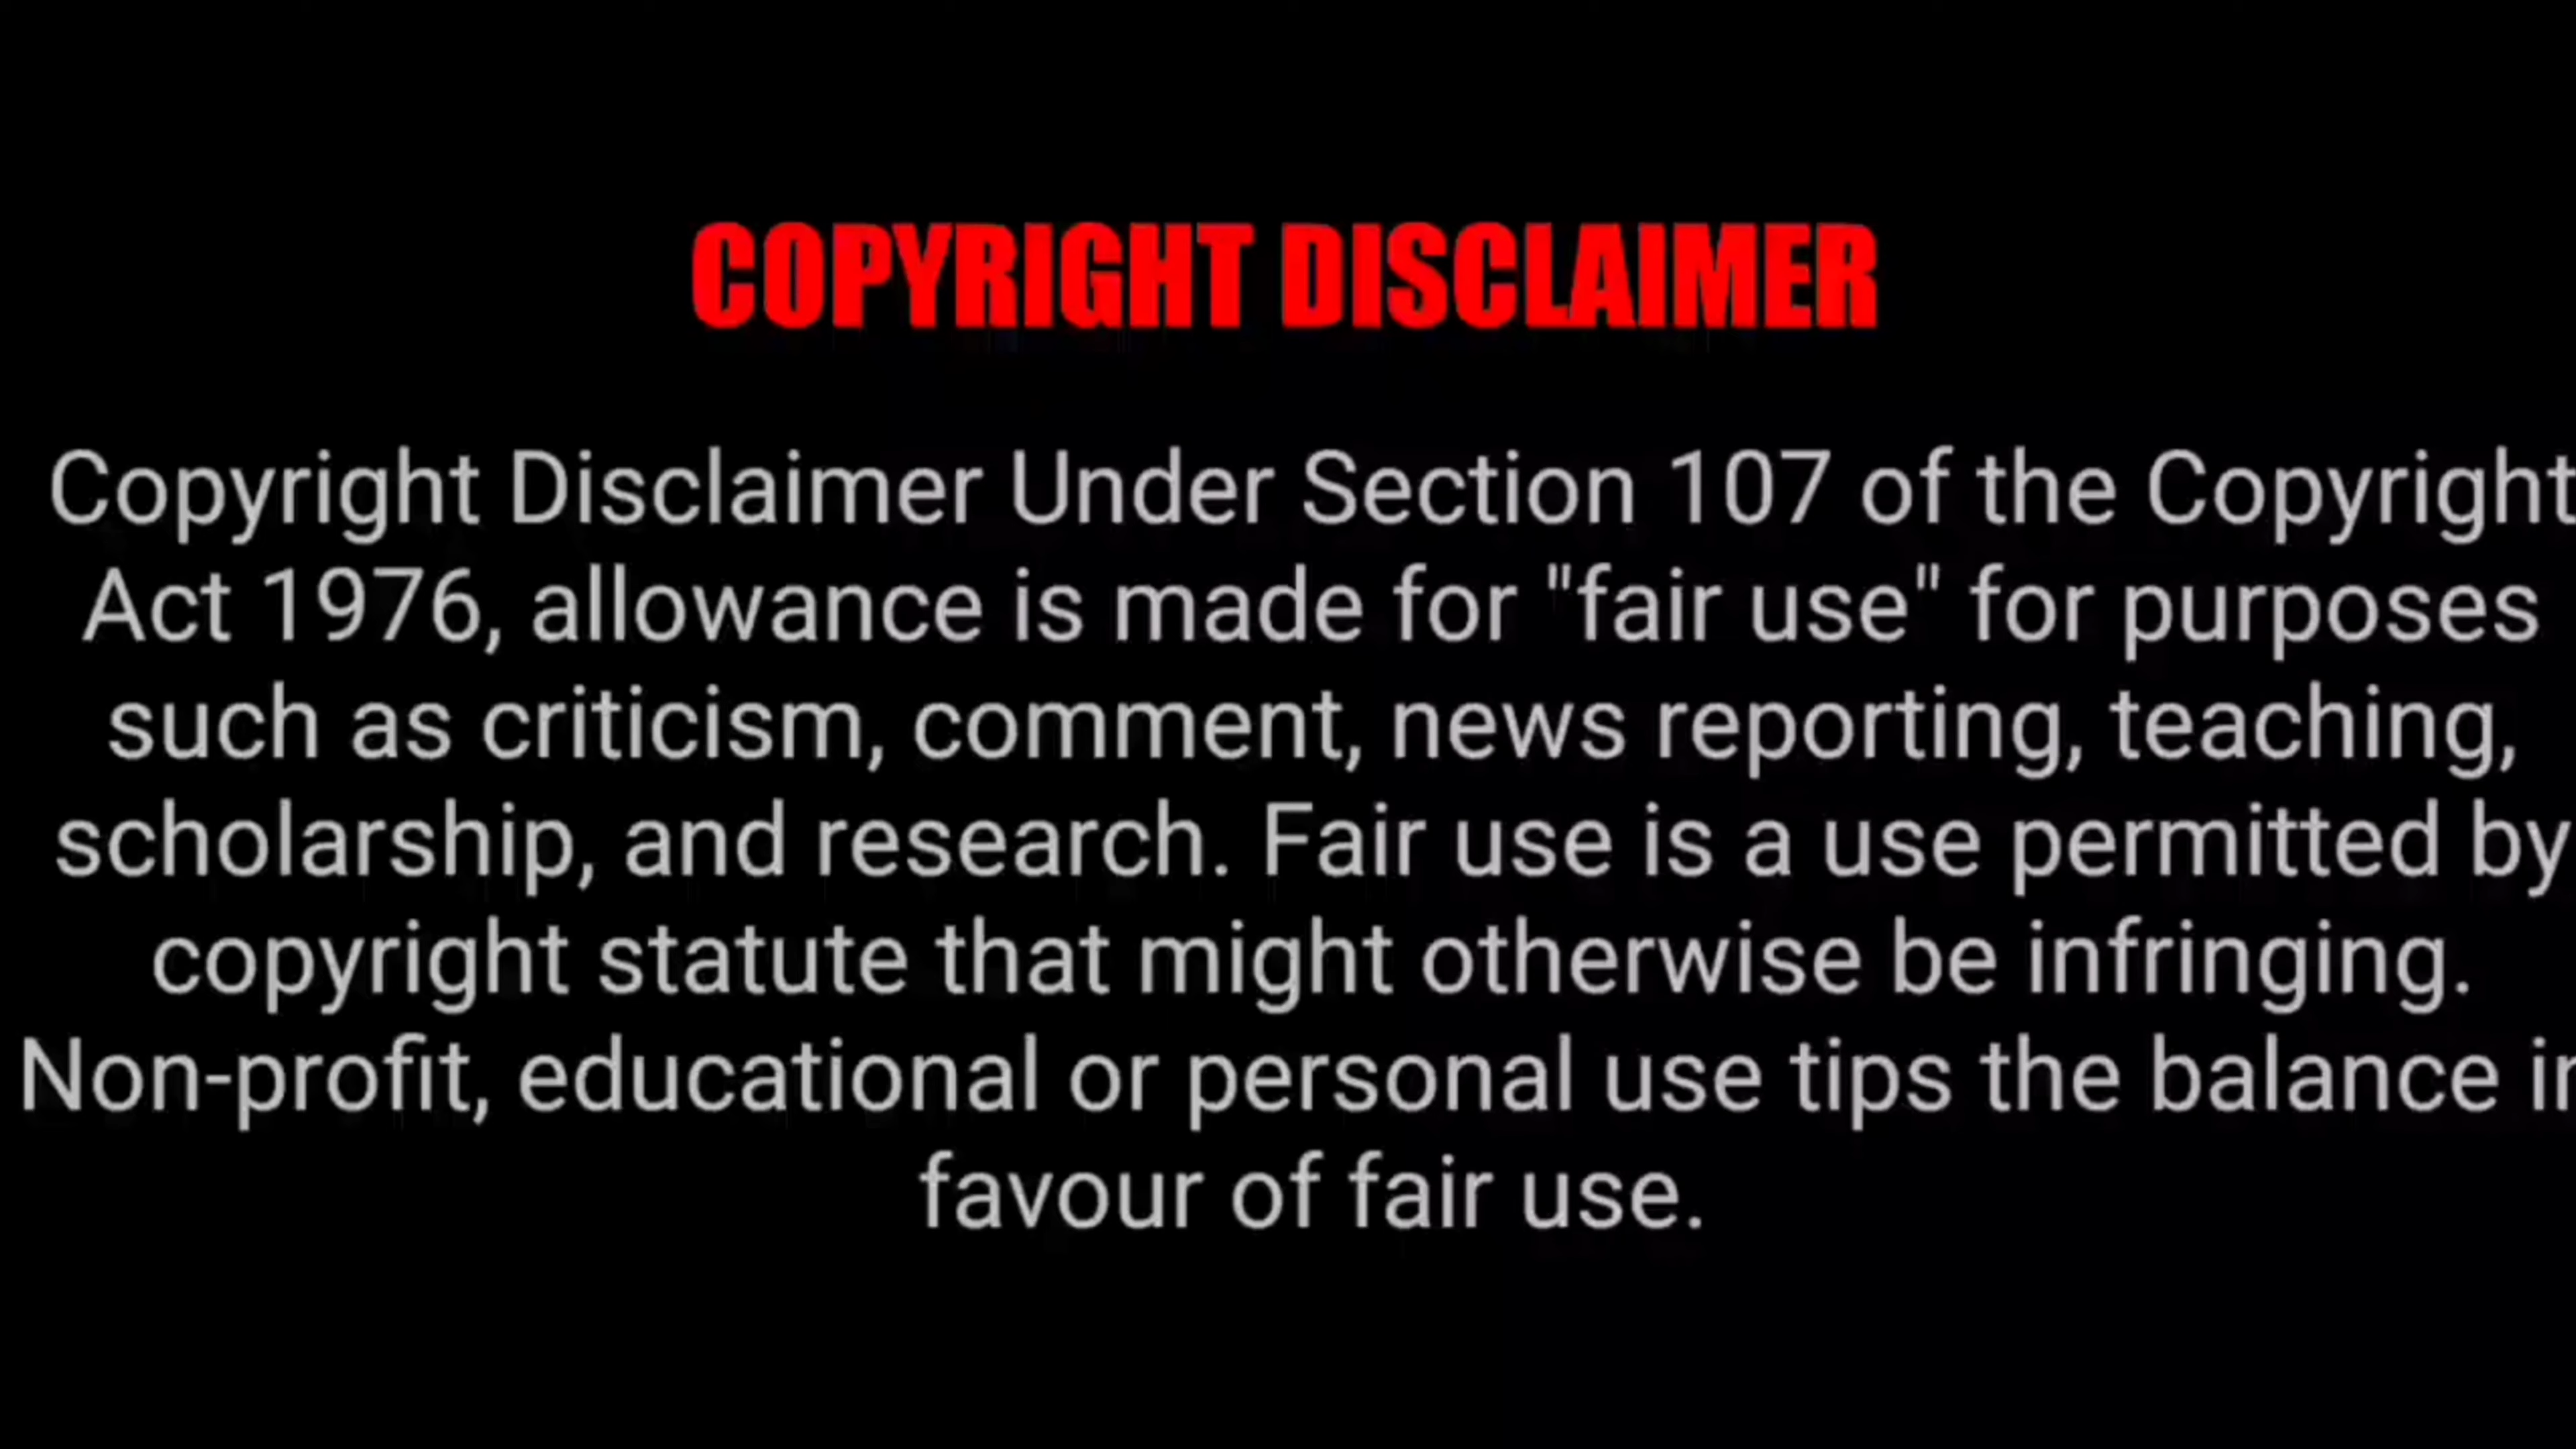 COPYRIGHT DISCLAIMER
Copyright Disclaimer Under Section 107 of the Copyright
Act 1976, allowance is made for "fair use" for purposes
such as criticism, comment, news reporting, teaching,
scholarship, and research. Fair use is a use permitted by
copyright statute that might otherwise be infringing.
Non-profit, educational or personal use tips the balance in
favour of fair use.